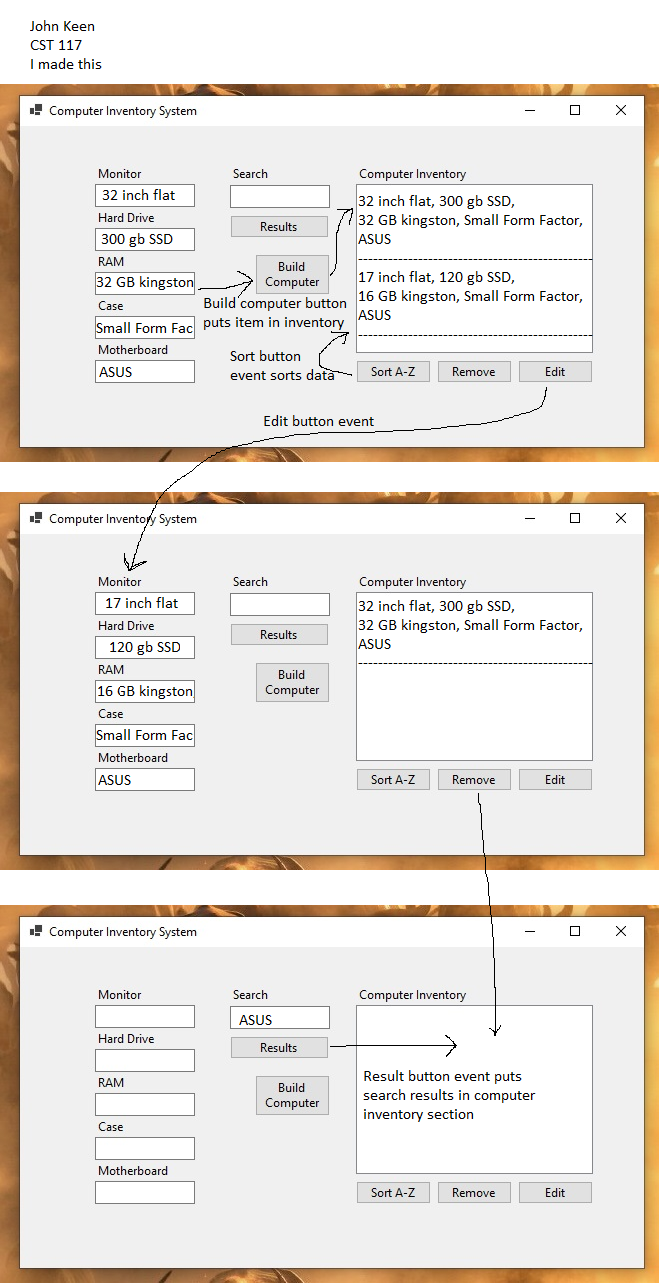 John Keen
CST 117
I made this
Computer Inventory System
Monitor
32 inch flat
Hard Drive
300 gb SSD
RAM
32 GB kingston
Case
Small Form Fac
Motherboard
ASUS
Search
Results
Build
Computer
Build computer button
puts item in inventory
Sort button
event sorts data
Computer Inventory
32 inch flat, 300 gb SSD,
32 GB kingston, Small Form Factor,
ASUS
17 inch flat, 120 gb SSD,
16 GB kingston, Small Form Factor,
ASUS
Sort A-Z
Remove
Edit
Edit button event
Computer Inventory System
Monitor
17 inch flat
Hard Drive
120 gb SSD
RAM
16 GB kingston
Case
Small Form Fac
Motherboard
ASUS
Search
Results
Build
Computer
Computer Inventory
32 inch flat, 300 gb SSD,
32 GB kingston, Small Form Factor,
ASUS
Sort A-Z
Remove
Edit
Computer Inventory System
Monitor
Hard Drive
RAM
Case
Motherboard
Search
ASUS
Results
Build
Computer
Computer Inventory
Result button event puts
search results in computer
inventory section
Sort A-Z
Remove
Edit